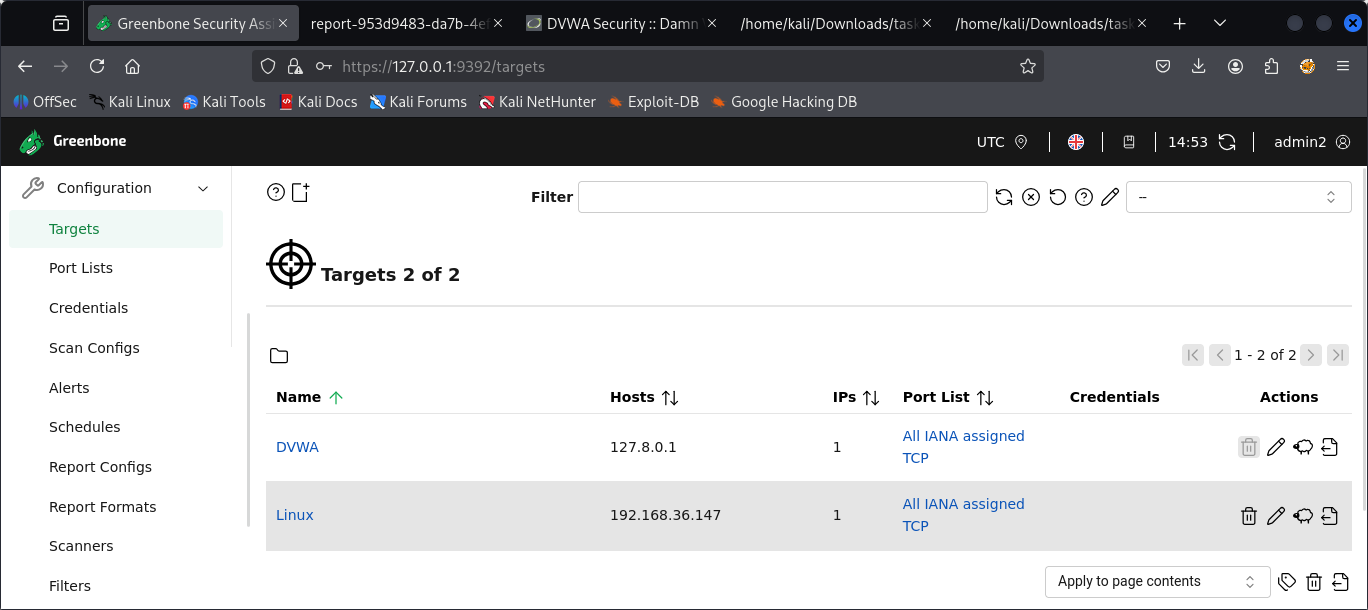 Greenbone Security Assi
report-953d9483-da7b-4ef
DVWA Security :: Damn V
/home/kali/Downloads/task
/home/kali/Downloads/task
https://127.0.0.1:9392/targets
OffSec
Kali Linux
Kali Tools
Kali Docs
Kali Forums
Kali NetHunter
Exploit-DB
Google Hacking DB
Greenbone
UTC
14:53
admin2
Configuration
Targets
Port Lists
Credentials
Scan Configs
Alerts
Schedules
Report Configs
Report Formats
Scanners
Filters
Filter
--
Targets 2 of 2
1 - 2 of 2
Name Hosts IPs Port List Credentials Actions
DVWA 127.8.0.1 1 All IANA assigned
TCP
Linux 192.168.36.147 1 All IANA assigned
TCP
Apply to page contents